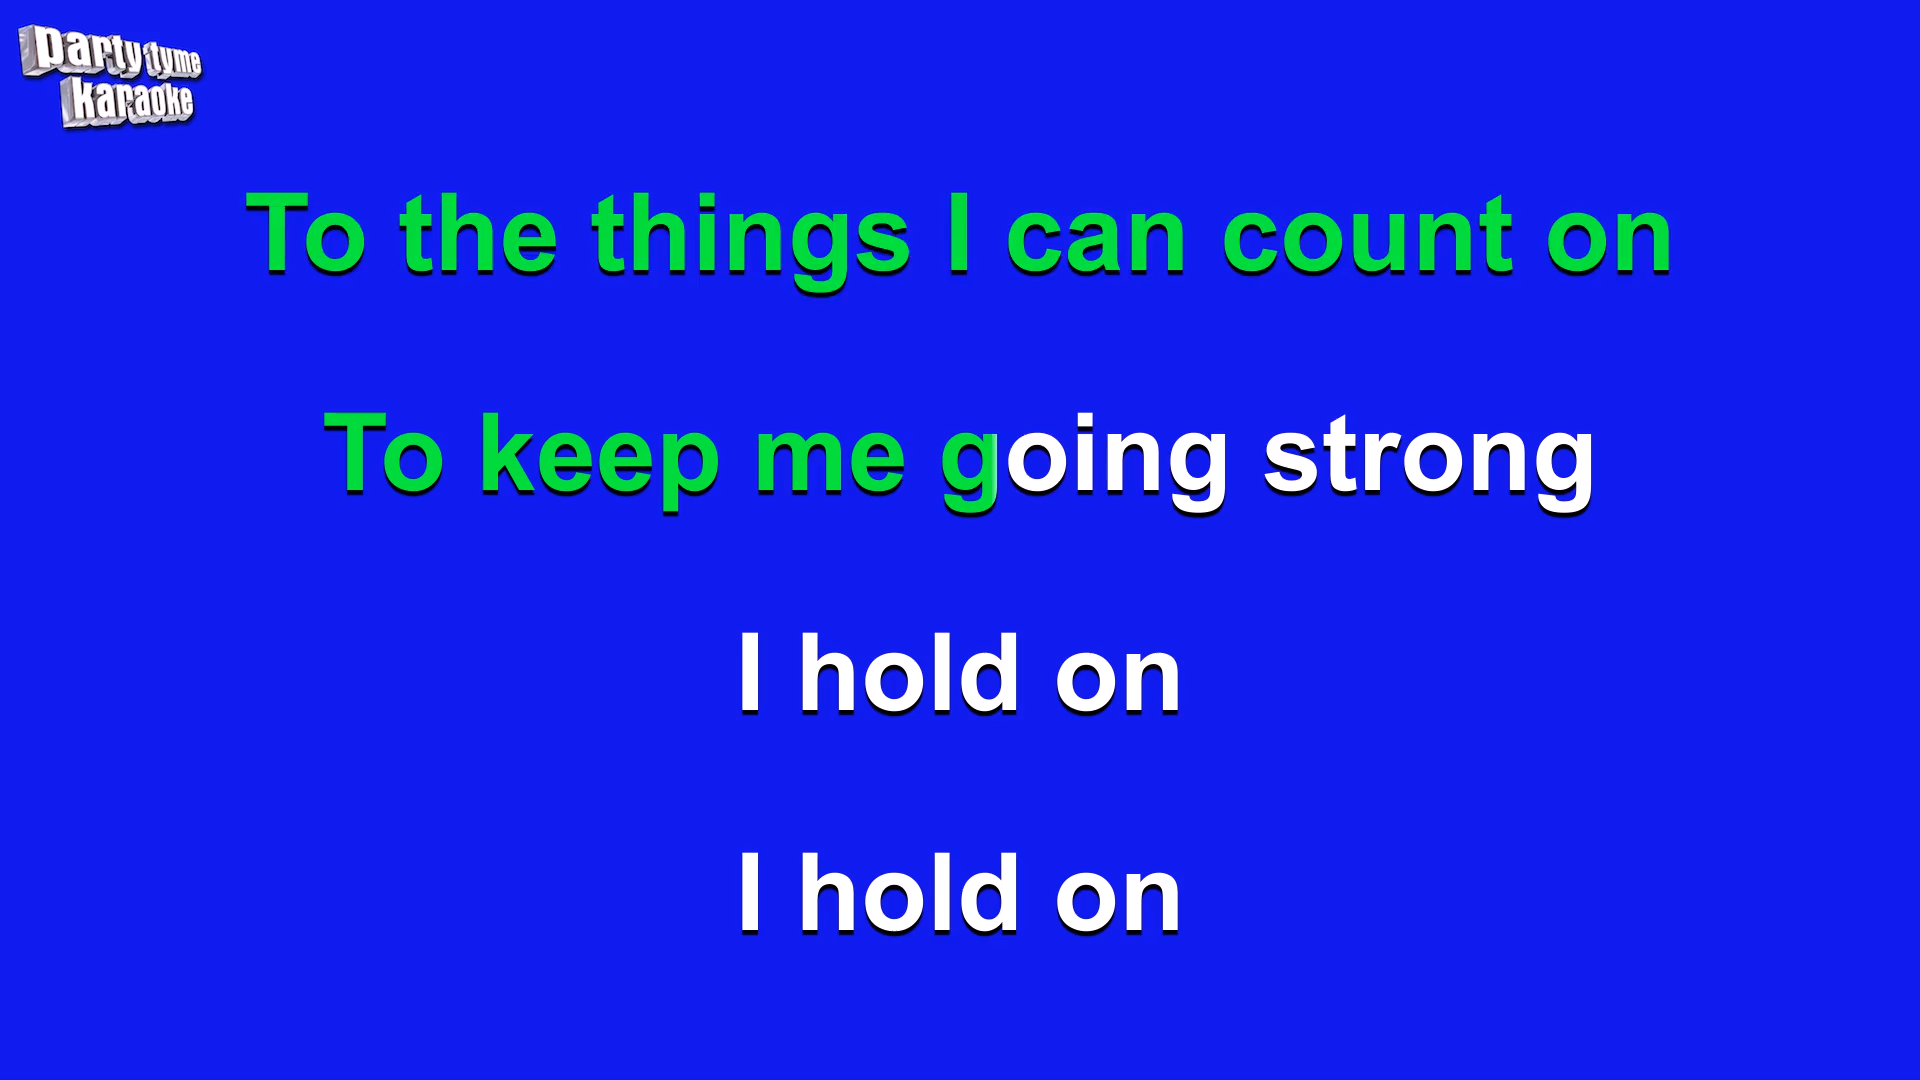 party tyme
karaoke
To the things I can count on
To keep me going strong
I hold on
I hold on